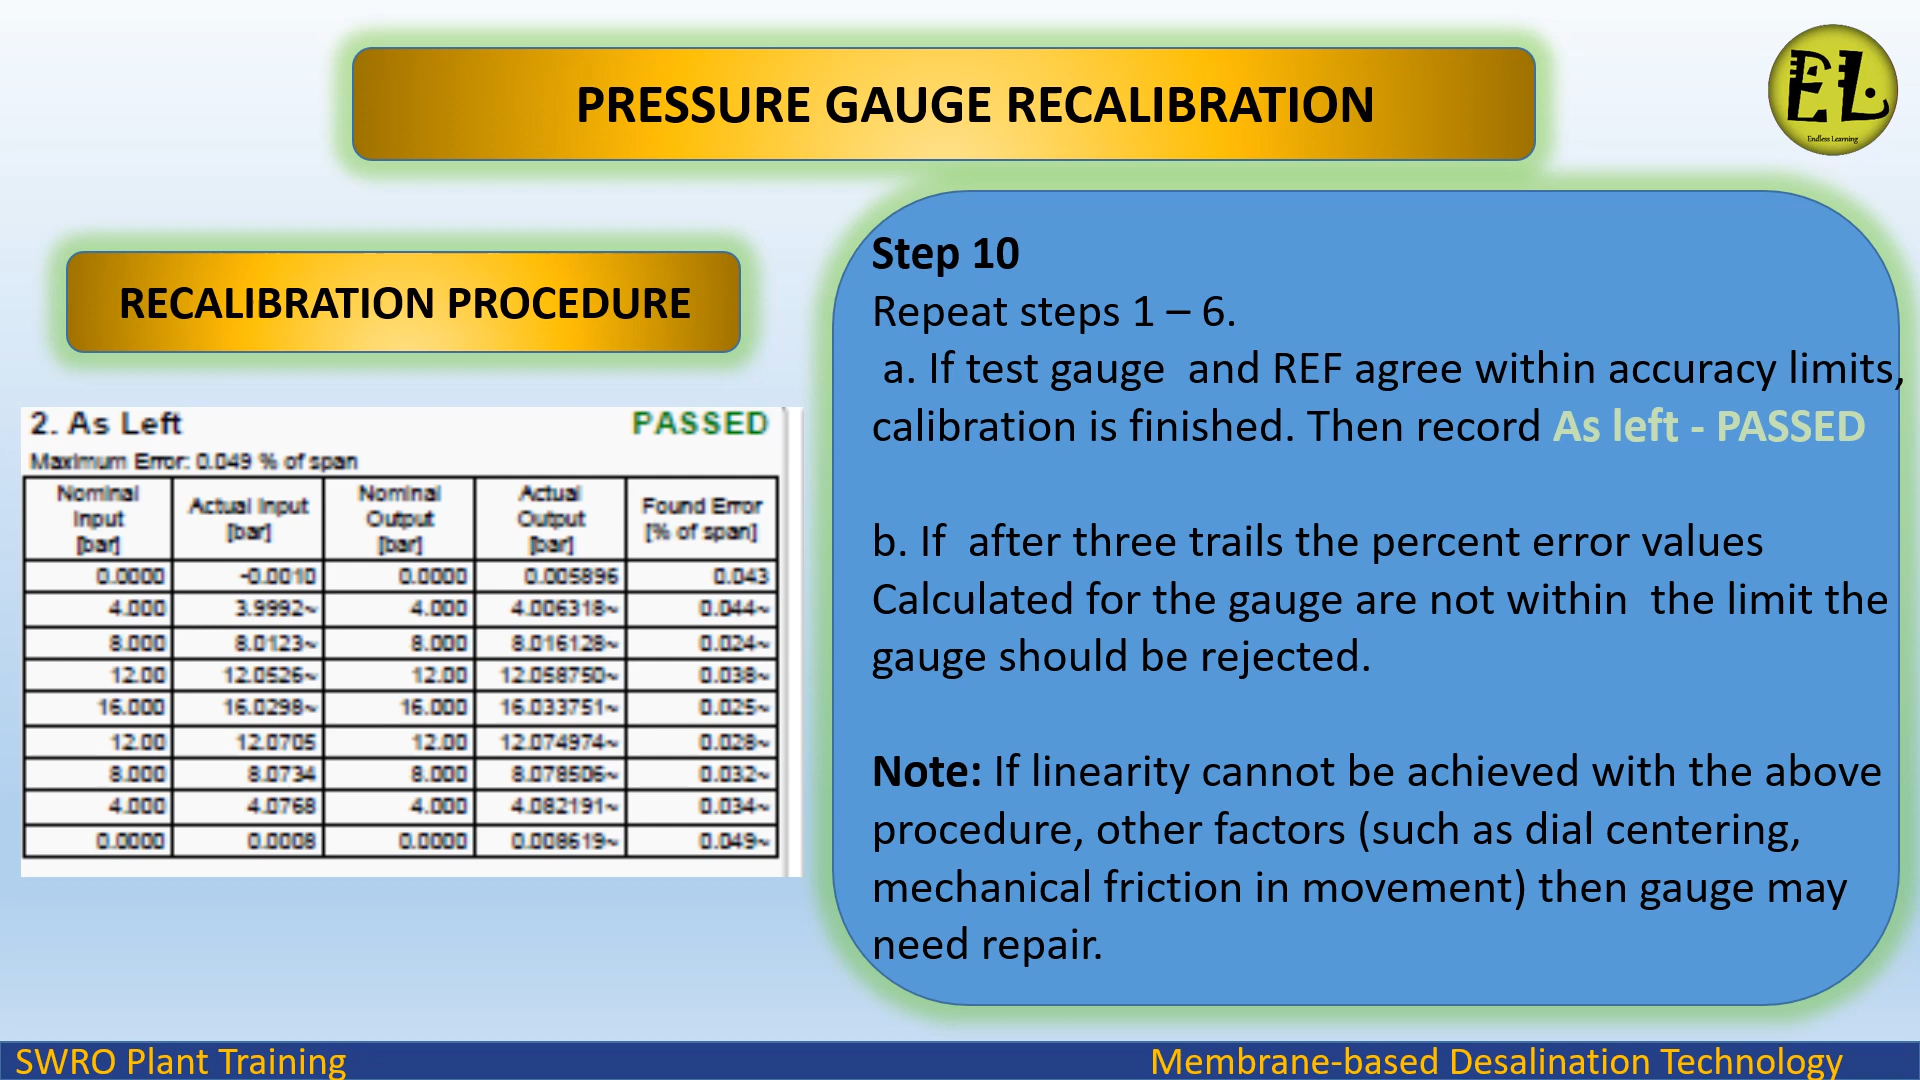 PRESSURE GAUGE RECALIBRATION
EL
Endless Learning
RECALIBRATION PROCEDURE
2. As Left PASSED
Maximum Error: 0.049 % of span
Nominal Input [bar] Actual Input [bar] Nominal Output [bar] Actual Output [bar] Found Error [% of span]
0.0000 -0.0010 0.0000 0.005896 0.043
4.000 3.9992~ 4.000 4.006318~ 0.044~
8.000 8.0123~ 8.000 8.016128~ 0.024~
12.00 12.0526~ 12.00 12.058750~ 0.038~
16.000 16.0298~ 16.000 16.033751~ 0.025~
12.00 12.0705 12.00 12.074974~ 0.028~
8.000 8.0734 8.000 8.078506~ 0.032~
4.000 4.0768 4.000 4.082191~ 0.034~
0.0000 0.0008 0.0000 0.008619~ 0.049~
Step 10
Repeat steps 1 – 6.
a. If test gauge and REF agree within accuracy limits,
calibration is finished. Then record As left - PASSED
b. If after three trails the percent error values
Calculated for the gauge are not within the limit the
gauge should be rejected.
Note: If linearity cannot be achieved with the above
procedure, other factors (such as dial centering,
mechanical friction in movement) then gauge may
need repair.
SWRO Plant Training
Membrane-based Desalination Technology